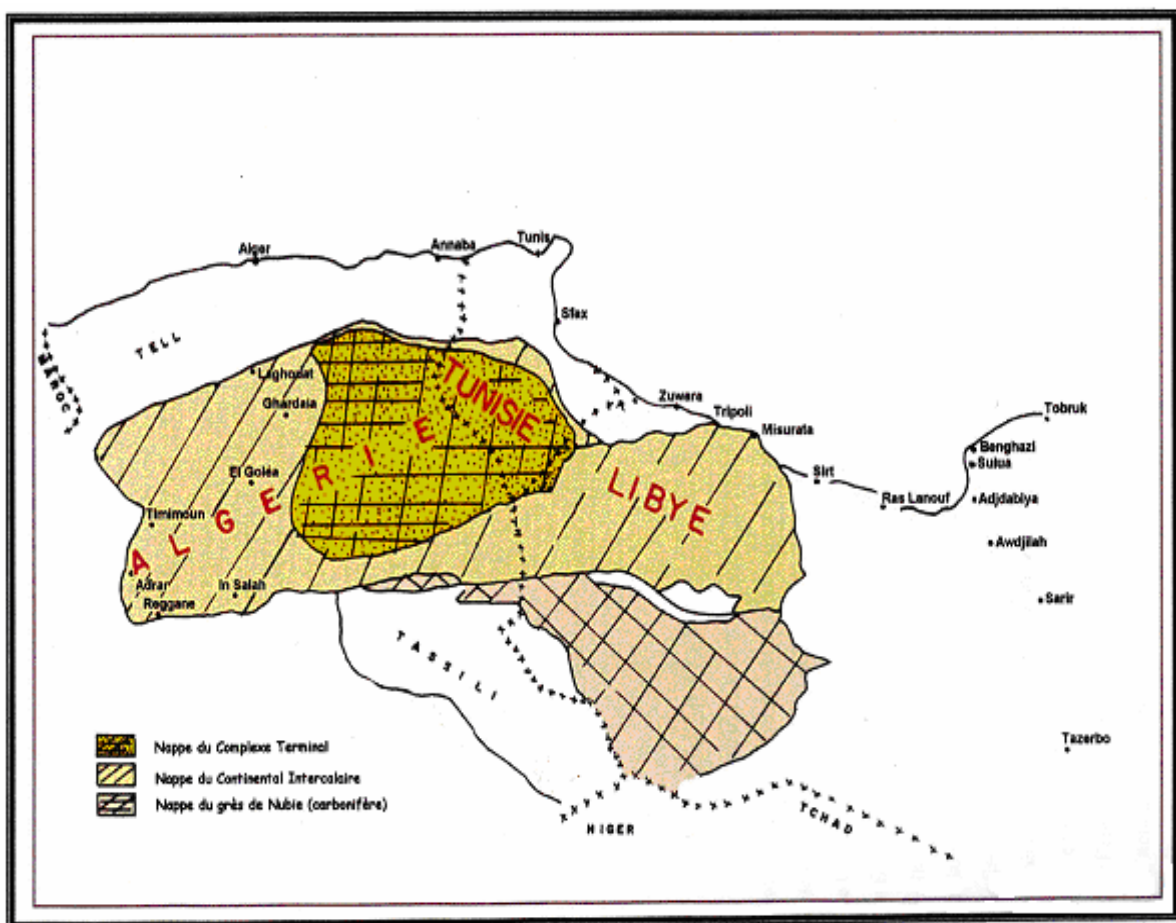 Tunis
Annaba
Alger
Sfax
TELL
MAROC
Laghouat
Ghardaia
TUNISIE
Zuwara
Tripoli
Misurata
Tobruk
Benghazi
Sulua
El Goléa
ALGERIE
LIBYE
Sirt
Ras Lanouf
Adjdabiya
Timimoun
Awdjilah
Adrar
In Salah
Reggane
Sarir
TASSILI
Tazerbo
Nappe du Complexe Terminal
Nappe du Continental Intercalaire
Nappe du grès de Nubie (carbonifère)
NIGER
TCHAD